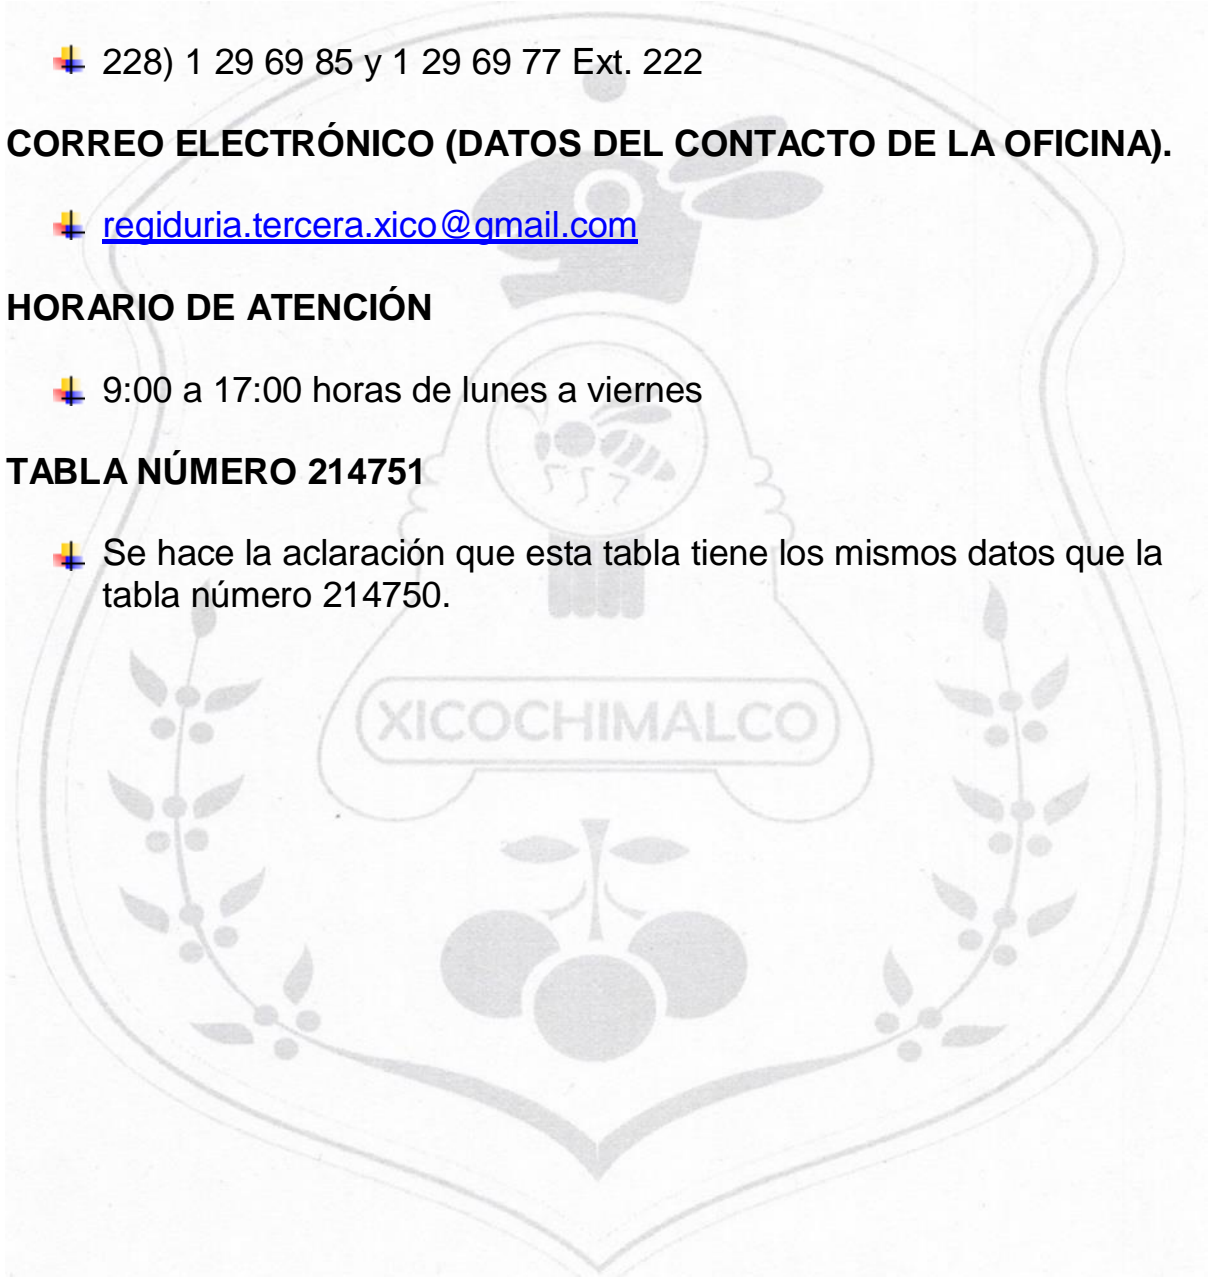 228) 1 29 69 85 y 1 29 69 77 Ext. 222
CORREO ELECTRÓNICO (DATOS DEL CONTACTO DE LA OFICINA).
regiduria.tercera.xico@gmail.com
HORARIO DE ATENCIÓN
9:00 a 17:00 horas de lunes a viernes
TABLA NÚMERO 214751
Se hace la aclaración que esta tabla tiene los mismos datos que la
tabla número 214750.
XICOCHIMALCO